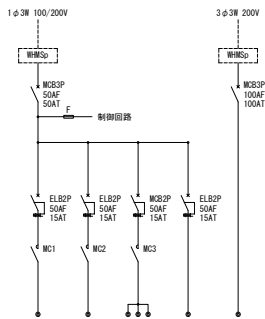 1φ3W 100/200V
3φ3W 200V
WHMSp
WHMSp
MCB3P
50AF
50AT
MCB3P
100AF
100AT
F
制御回路
ELB2P
50AF
15AT
ELB2P
50AF
15AT
MCB2P
50AF
15AT
ELB2P
50AF
15AT
MC1
MC2
MC3